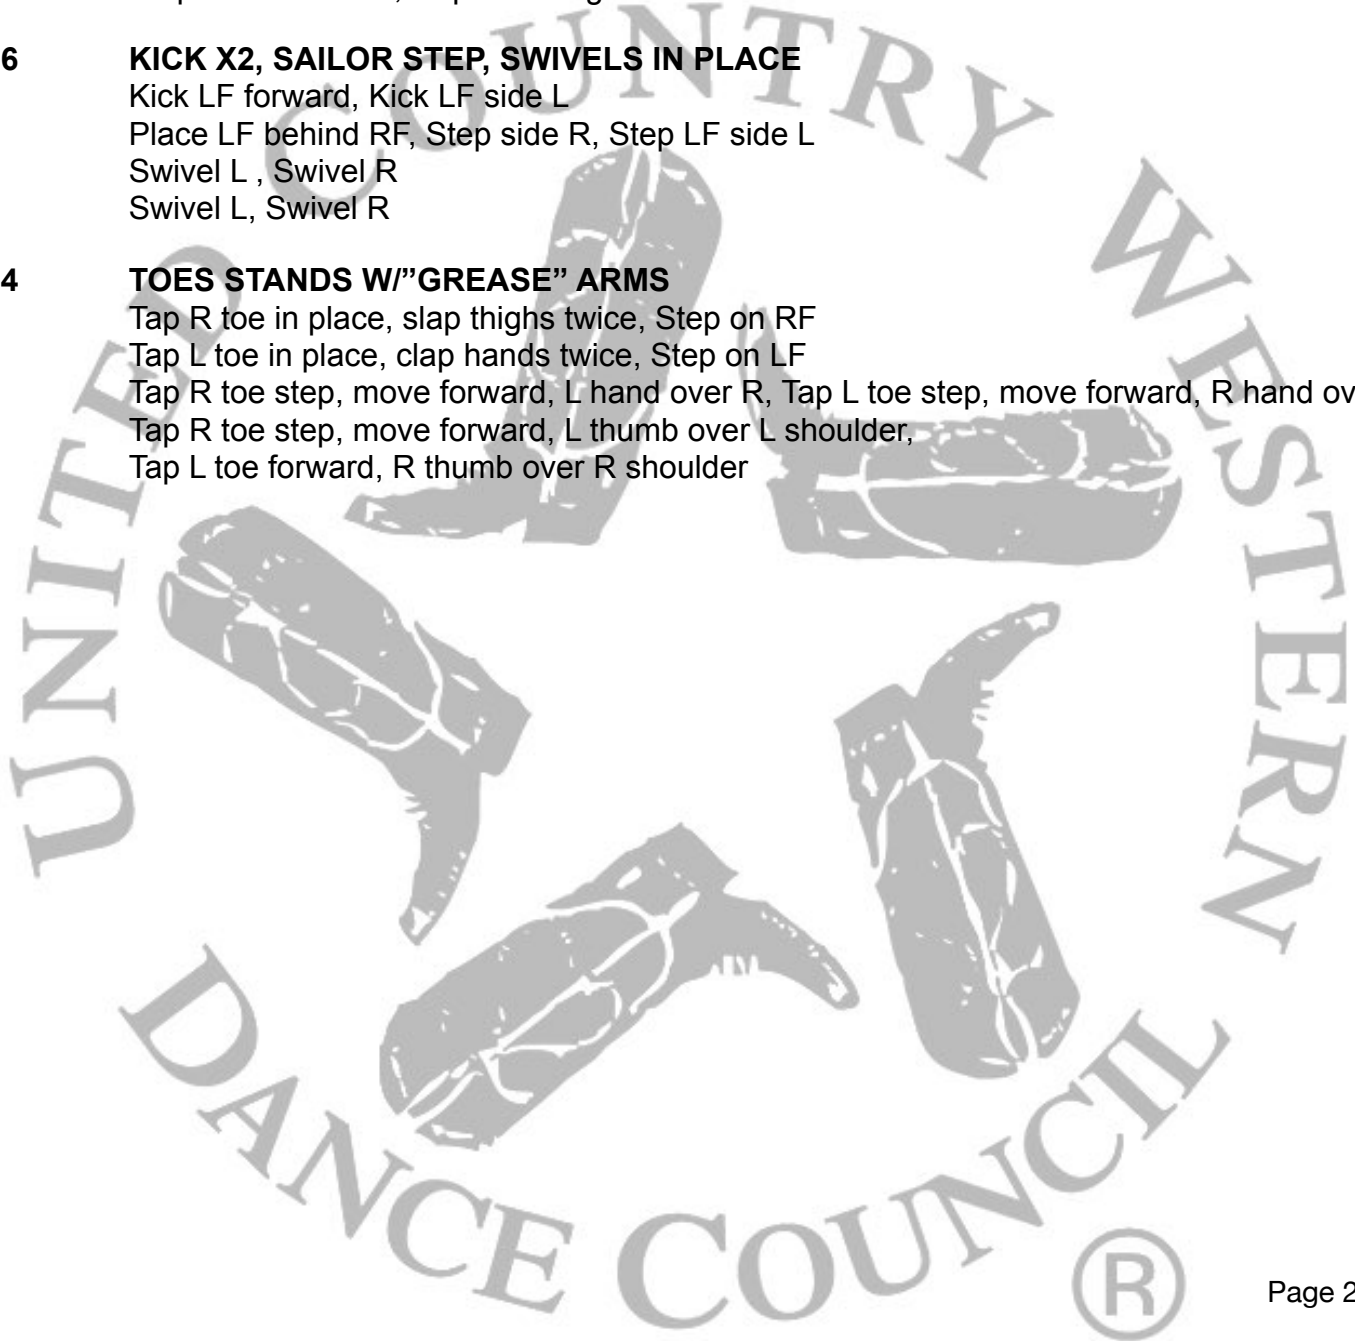 6 KICK X2, SAILOR STEP, SWIVELS IN PLACE
Kick LF forward, Kick LF side L
Place LF behind RF, Step side R, Step LF side L
Swivel L , Swivel R
Swivel L, Swivel R
4 TOES STANDS W/”GREASE” ARMS
Tap R toe in place, slap thighs twice, Step on RF
Tap L toe in place, clap hands twice, Step on LF
Tap R toe step, move forward, L hand over R, Tap L toe step, move forward, R hand ov
Tap R toe step, move forward, L thumb over L shoulder,
Tap L toe forward, R thumb over R shoulder
UNITED COUNTRY WESTERN
DANCE COUNCIL ®
Page 2